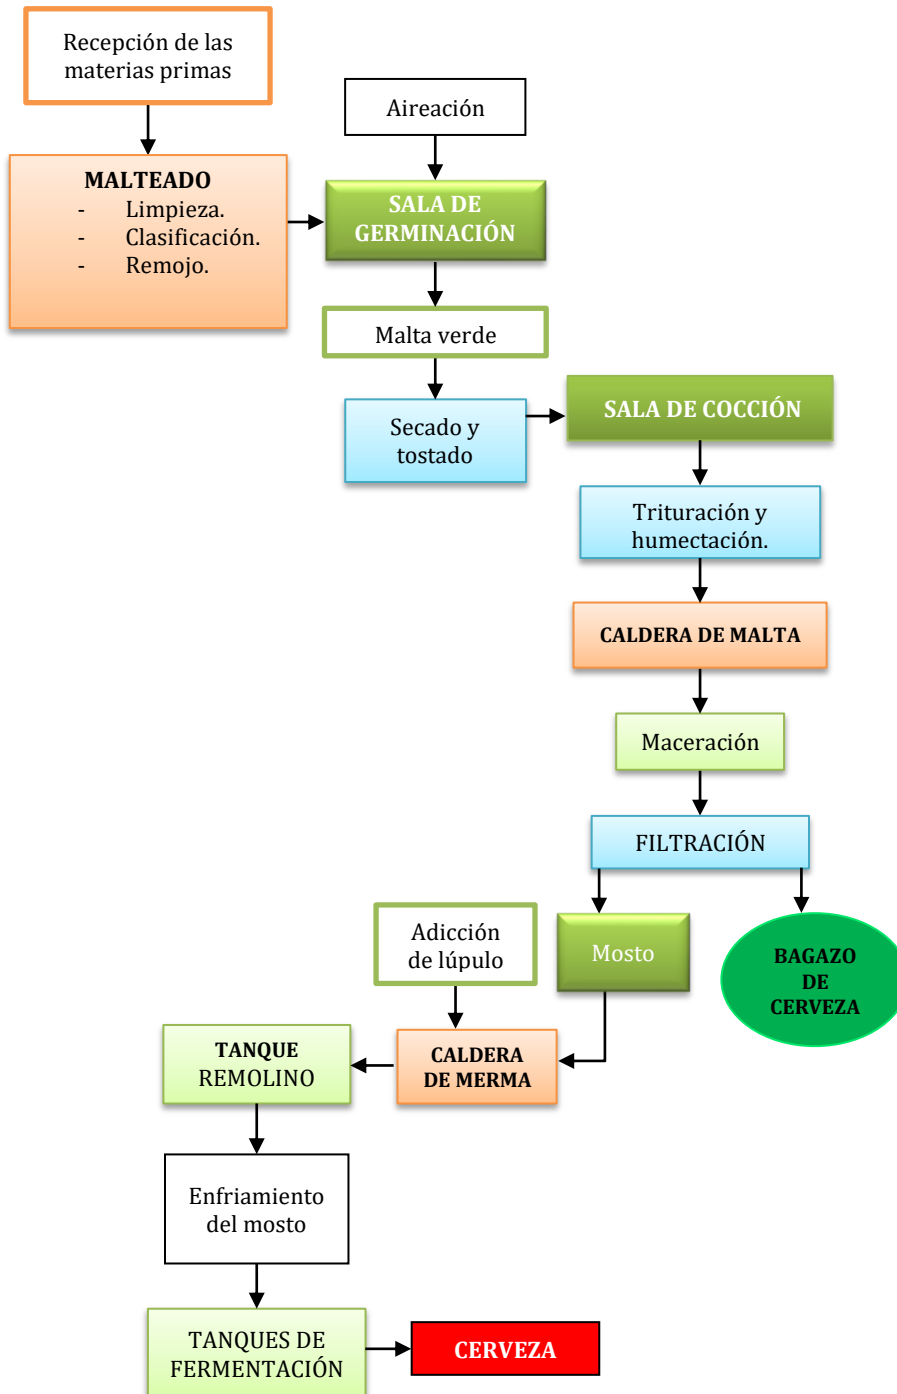 Recepción de las
materias primas
Aireación
MALTEADO
- Limpieza.
- Clasificación.
- Remojo.
SALA DE
GERMINACIÓN
Malta verde
Secado y
tostado
SALA DE COCCIÓN
Trituración y
humectación.
CALDERA DE MALTA
Maceración
FILTRACIÓN
Adicción
de lúpulo
Mosto
BAGAZO
DE
CERVEZA
TANQUE
REMOLINO
CALDERA
DE MERMA
Enfriamiento
del mosto
TANQUES DE
FERMENTACIÓN
CERVEZA